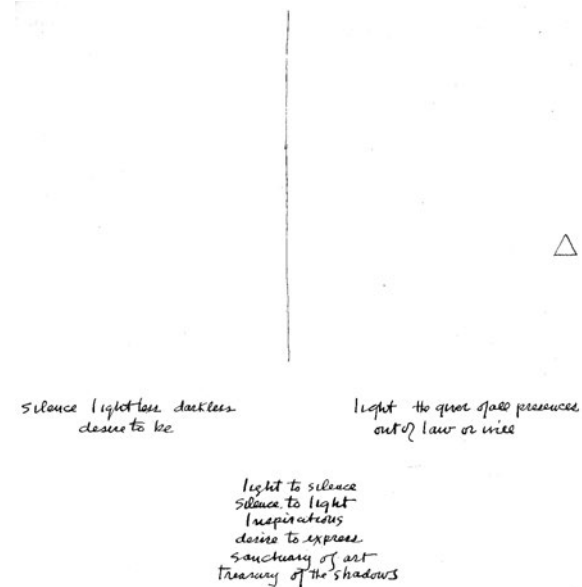 silence lightless darkless
desire to be
light the giver of all presences
out of law or will
light to silence
silence to light
Inspirations
desire to express
sanctuary of art
treasury of the shadows